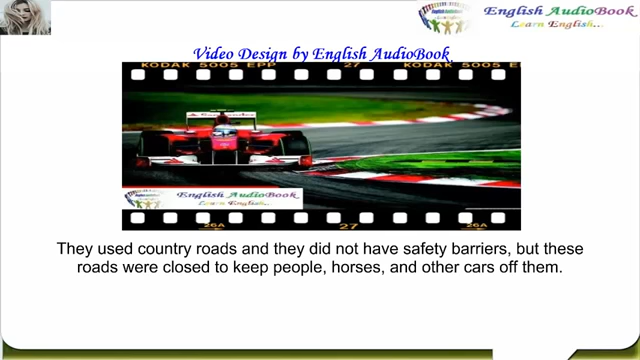 English AudioBook
Learn English...
Video Design by English AudioBook
KODAK 5005 EPP 27 KODAK 5005 E
Santander
English AudioBook
Learn English...
26A 27 26A
They used country roads and they did not have safety barriers, but these
roads were closed to keep people, horses, and other cars off them.